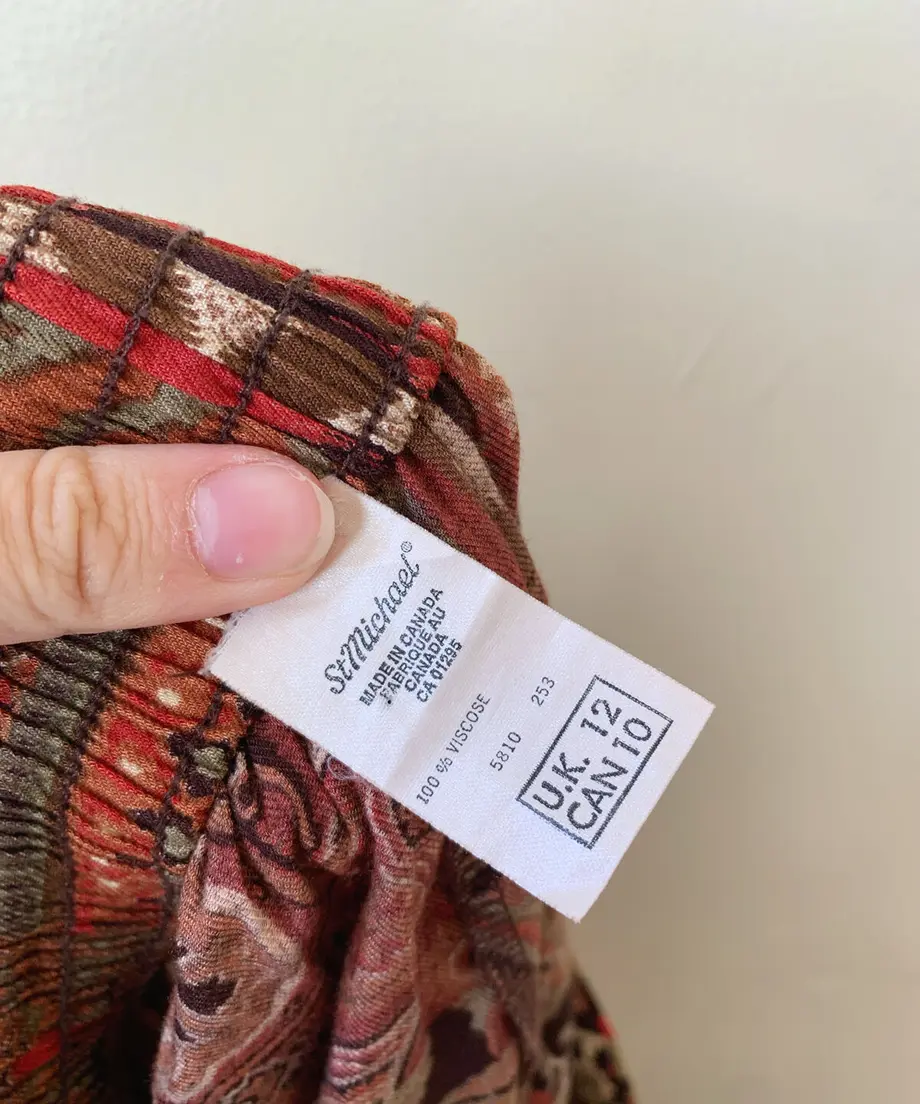 St Michael®
MADE IN CANADA
FABRIQUE AU
CANADA
CA 01295
100 % VISCOSE
5810 253
U.K. 12
CAN 10